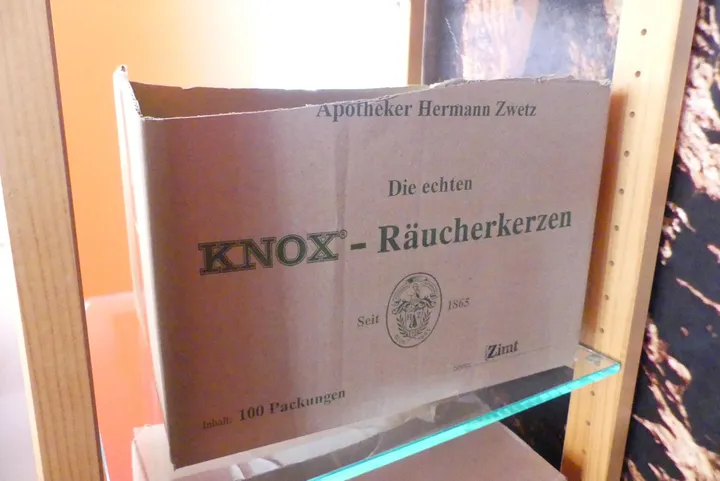 Apotheker Hermann Zwetz
Die echten
KNOX® - Räucherkerzen
Seit 1865
Zimt
Inhalt: 100 Packungen